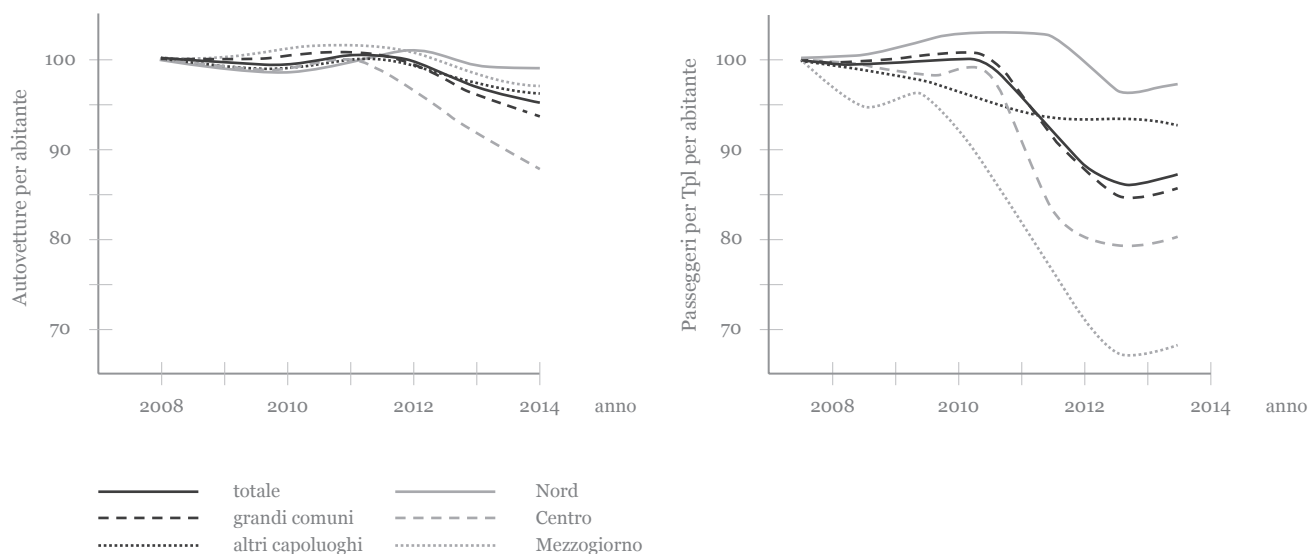 Autovetture per abitante
100
90
80
70
2008
2010
2012
2014
anno
Passeggeri per Tpl per abitante
100
90
80
70
2008
2010
2012
2014
anno
totale
grandi comuni
altri capoluoghi
Nord
Centro
Mezzogiorno